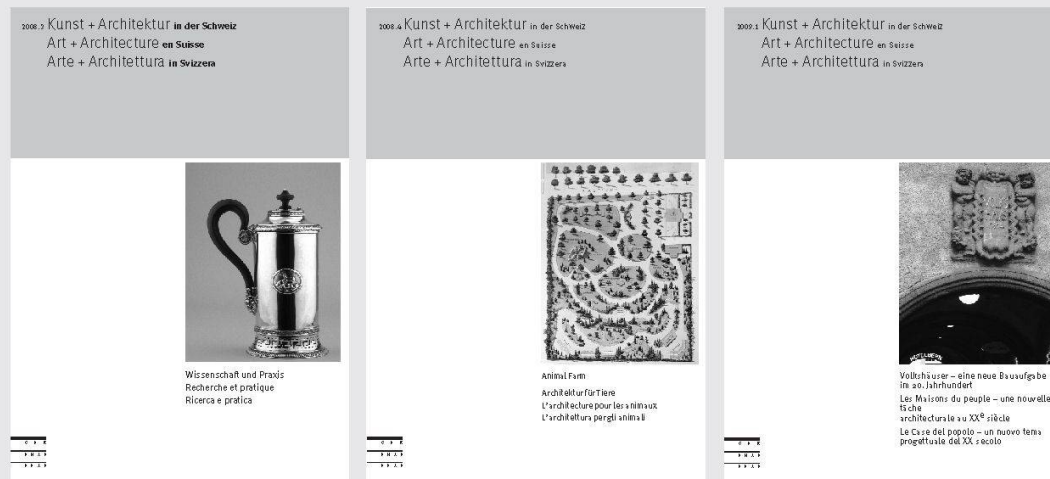 Kunst + Architektur in der Schweiz
Art + Architecture en Suisse
Arte + Architettura in Svizzera
Wissenschaft und Praxis
Recherche et pratique
Ricerca e pratica
2008.4 Kunst + Architektur in der Schweiz
Art + Architecture en Suisse
Arte + Architettura in Svizzera
Animal Farm
Architektur für Tiere
L'architecture pour les animaux
L'architettura per gli animali
2009.1 Kunst + Architektur in der Schweiz
Art + Architecture en Suisse
Arte + Architettura in Svizzera
Volkshäuser – eine neue Bauaufgabe
im 20. Jahrhundert
Les Maisons du peuple – une nouvelle
tâche
architecturale au XXe siècle
Le Case del popolo – un nuovo tema
progettuale del XX secolo